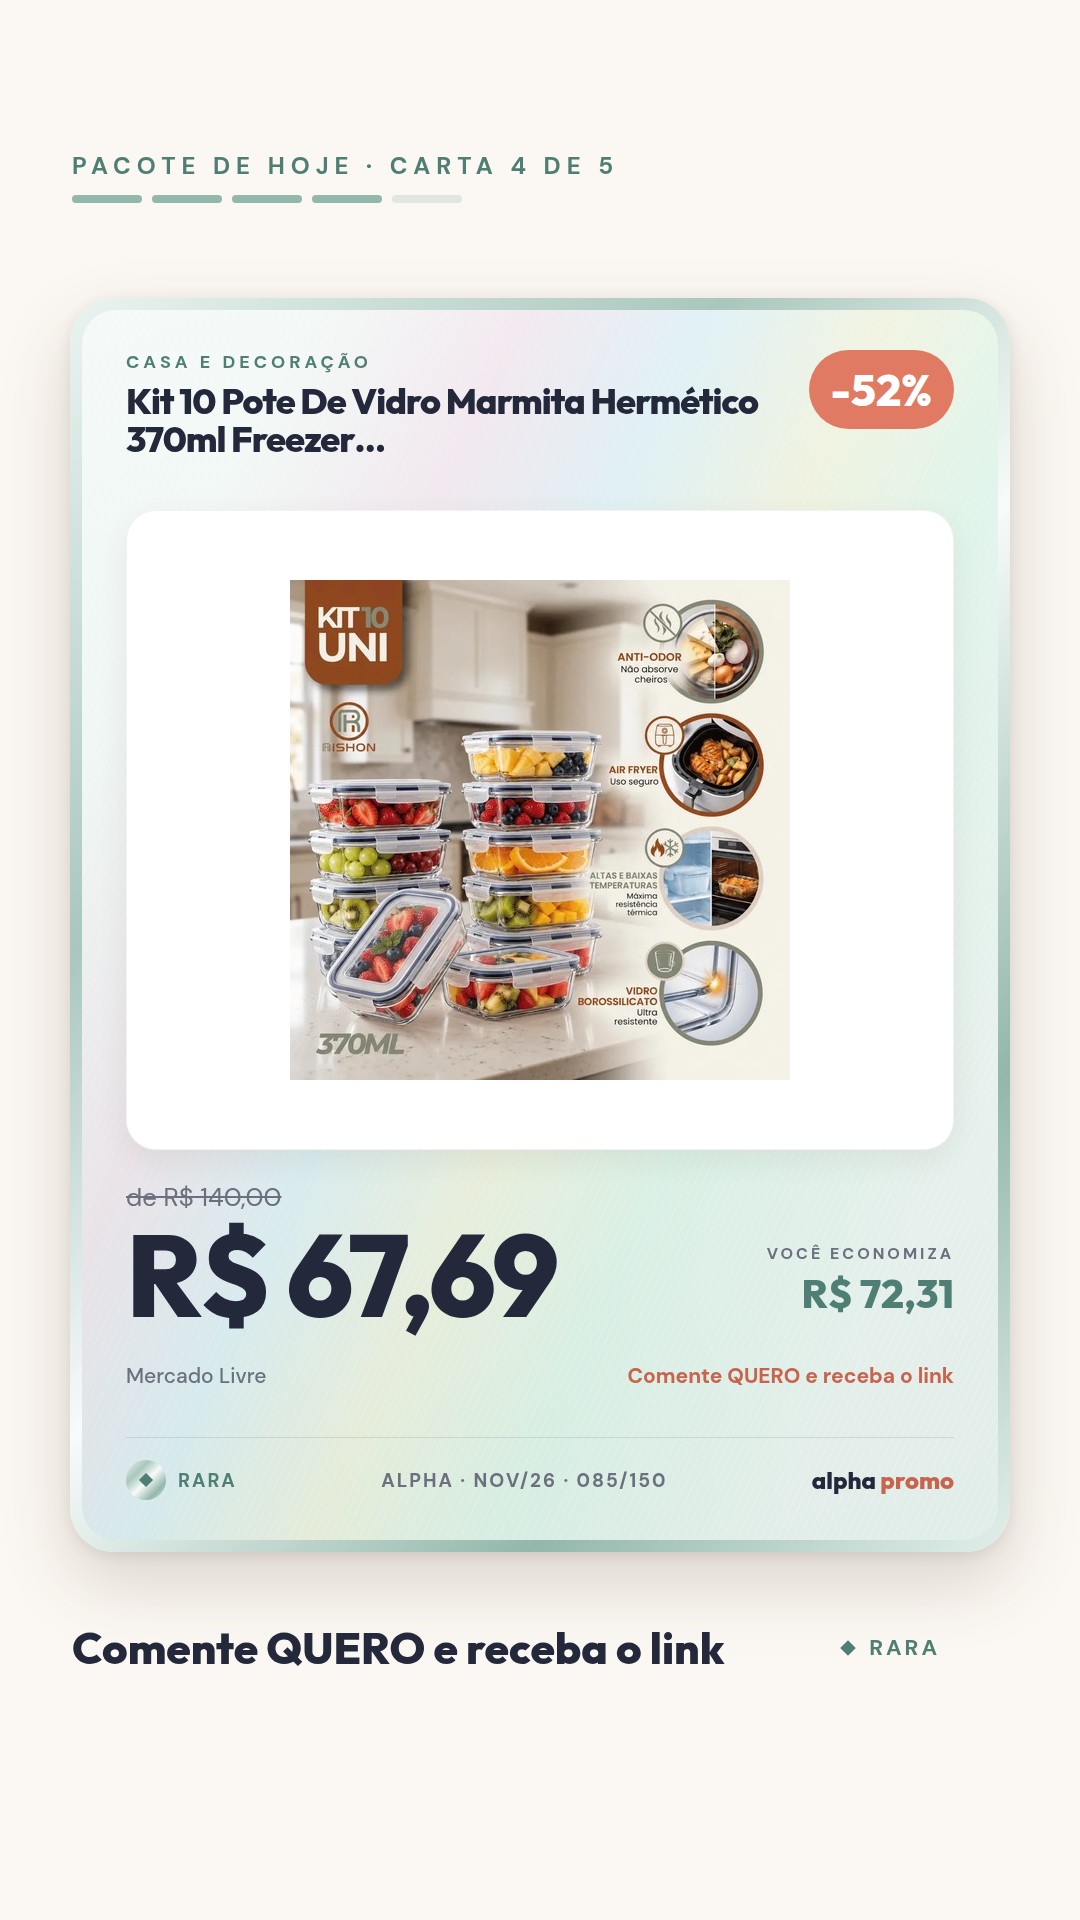 PACOTE DE HOJE · CARTA 4 DE 5
CASA E DECORAÇÃO
Kit 10 Pote De Vidro Marmita Hermético
370ml Freezer...
-52%
KIT 10
UNI
RISHON
ANTI-ODOR
Não absorve
cheiros
AIR FRYER
Uso seguro
ALTAS E BAIXAS
TEMPERATURAS
Máxima
resistência
térmica
VIDRO
BOROSSILICATO
Ultra
resistente
370ML
de R$ 140,00
R$ 67,69
VOCÊ ECONOMIZA
R$ 72,31
Mercado Livre
Comente QUERO e receba o link
RARA
ALPHA · NOV/26 · 085/150
alpha promo
Comente QUERO e receba o link
◆ RARA